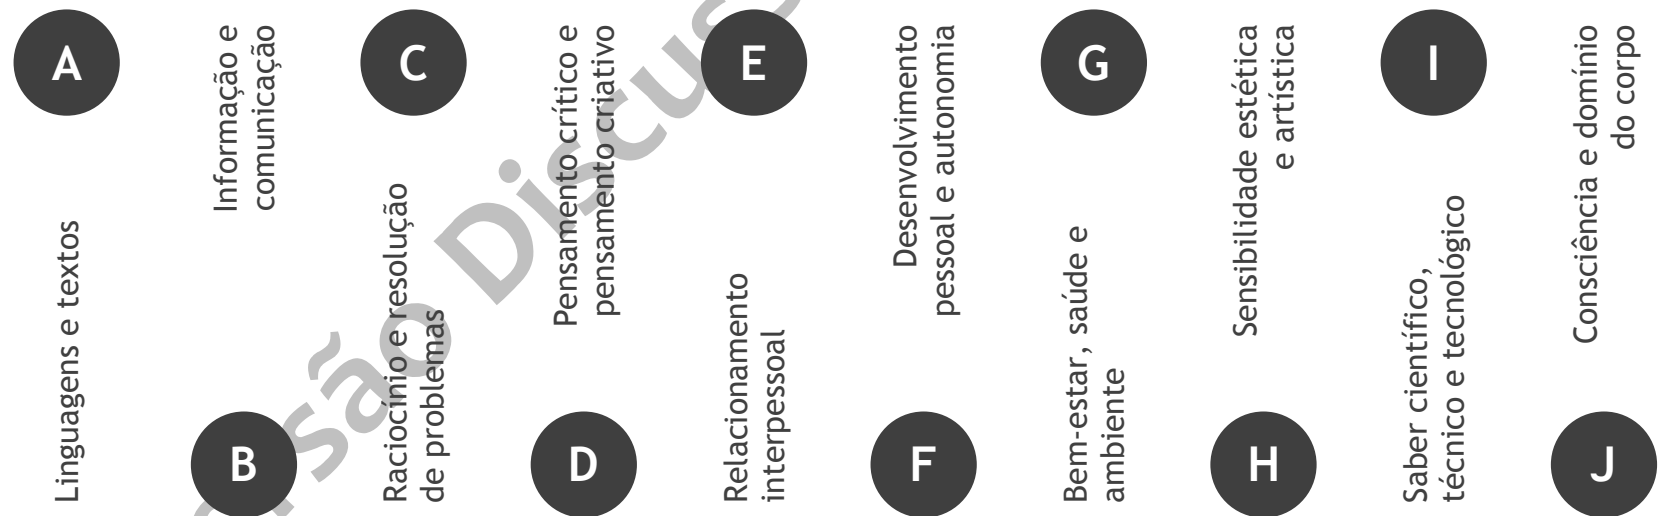 A
Linguagens e textos
B
Informação e
comunicação
C
Raciocínio e resolução
de problemas
D
Pensamento crítico e
pensamento criativo
E
Relacionamento
interpessoal
F
Desenvolvimento
pessoal e autonomia
G
Bem-estar, saúde e
ambiente
H
Sensibilidade estética
e artística
I
Saber científico,
técnico e tecnológico
J
Consciência e domínio
do corpo